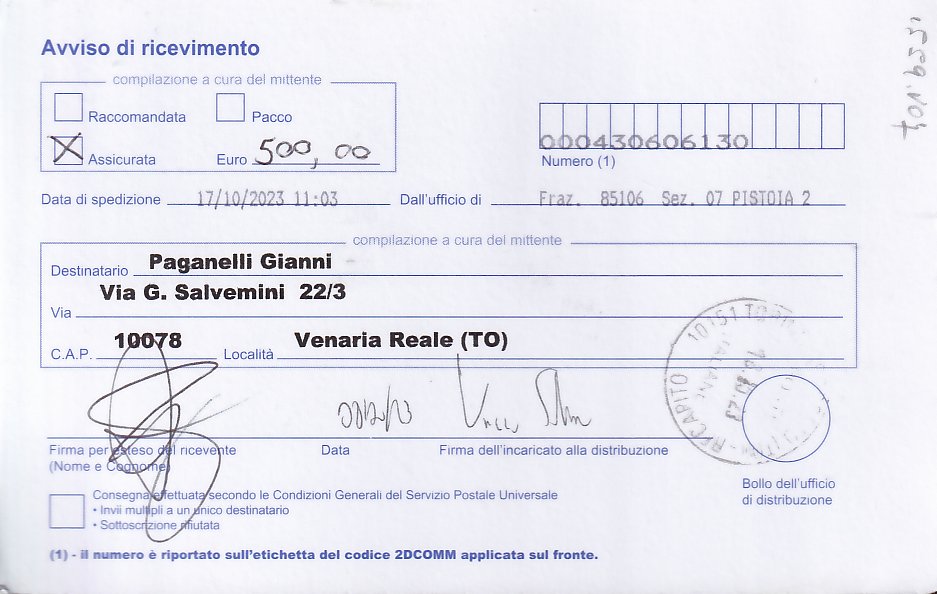 Avviso di ricevimento
compilazione a cura del mittente
Raccomandata Pacco
Assicurata Euro 500,00
000430606130
Numero (1)
Data di spedizione 17/10/2023 11:03 Dall'ufficio di Fraz. 85106 Sez. 07 PISTOIA 2
compilazione a cura del mittente
Destinatario Paganelli Gianni
Via G. Salvemini 22/3
Via
C.A.P. 10078 Località Venaria Reale (TO)
10151 TORINO
RECAPITO
Firma per esteso del ricevente
(Nome e Cognome)
Data
Firma dell'incaricato alla distribuzione
Bollo dell'ufficio
di distribuzione
Consegna effettuata secondo le Condizioni Generali del Servizio Postale Universale
• Invii multipli a un unico destinatario
• Sottoscrizione rifiutata
(1) - il numero è riportato sull'etichetta del codice 2DCOMM applicata sul fronte.